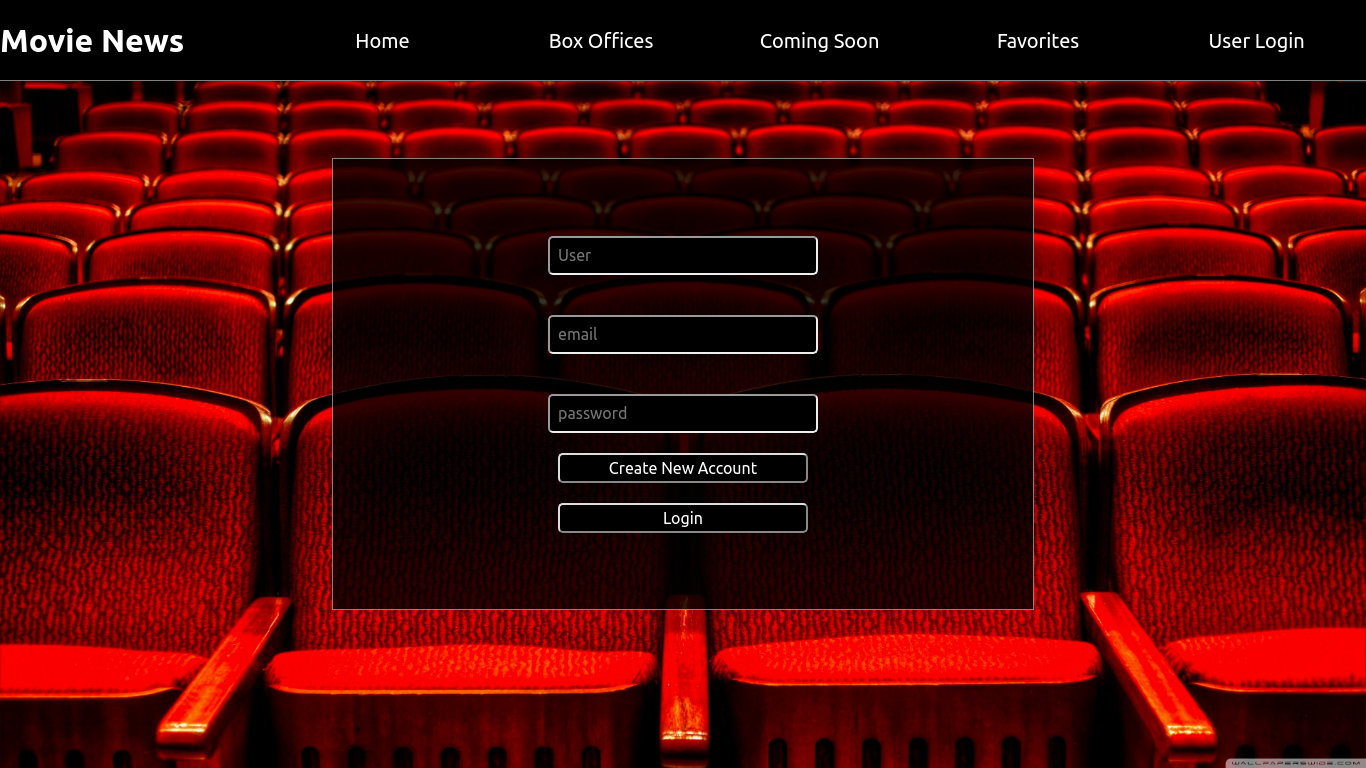 Movie News
Home
Box Offices
Coming Soon
Favorites
User Login
User
email
password
Create New Account
Login
WALLPAPERSWIDE.COM